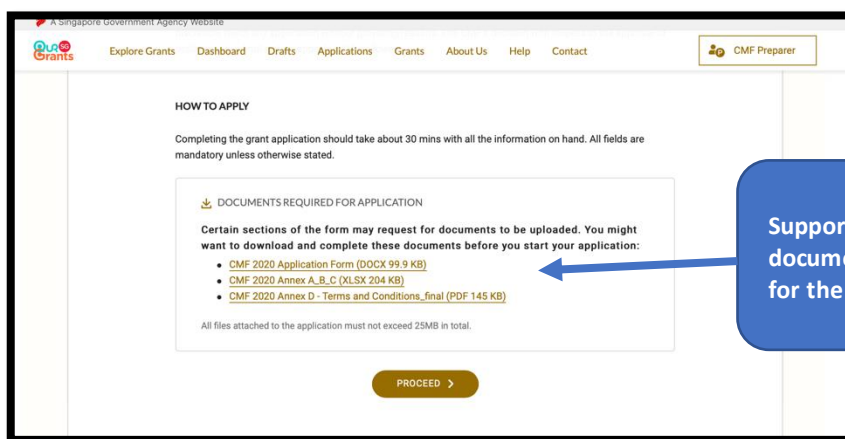 A Singapore Government Agency Website
OurSG
Grants
Explore Grants Dashboard Drafts Applications Grants About Us Help Contact
CMF Preparer
HOW TO APPLY
Completing the grant application should take about 30 mins with all the information on hand. All fields are
mandatory unless otherwise stated.
DOCUMENTS REQUIRED FOR APPLICATION
Certain sections of the form may request for documents to be uploaded. You might
want to download and complete these documents before you start your application:
CMF 2020 Application Form (DOCX 99.9 KB)
CMF 2020 Annex A_B_C (XLSX 204 KB)
CMF 2020 Annex D - Terms and Conditions_final (PDF 145 KB)
All files attached to the application must not exceed 25MB in total.
PROCEED
for the